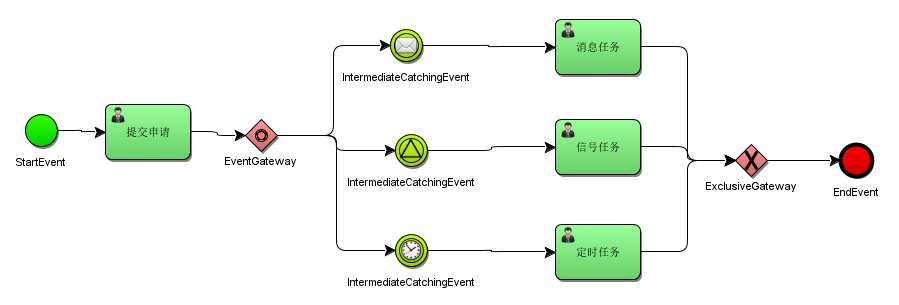 消息任务
IntermediateCatchingEvent
提交申请
StartEvent
EventGateway
信号任务
IntermediateCatchingEvent
ExclusiveGateway
EndEvent
定时任务
IntermediateCatchingEvent